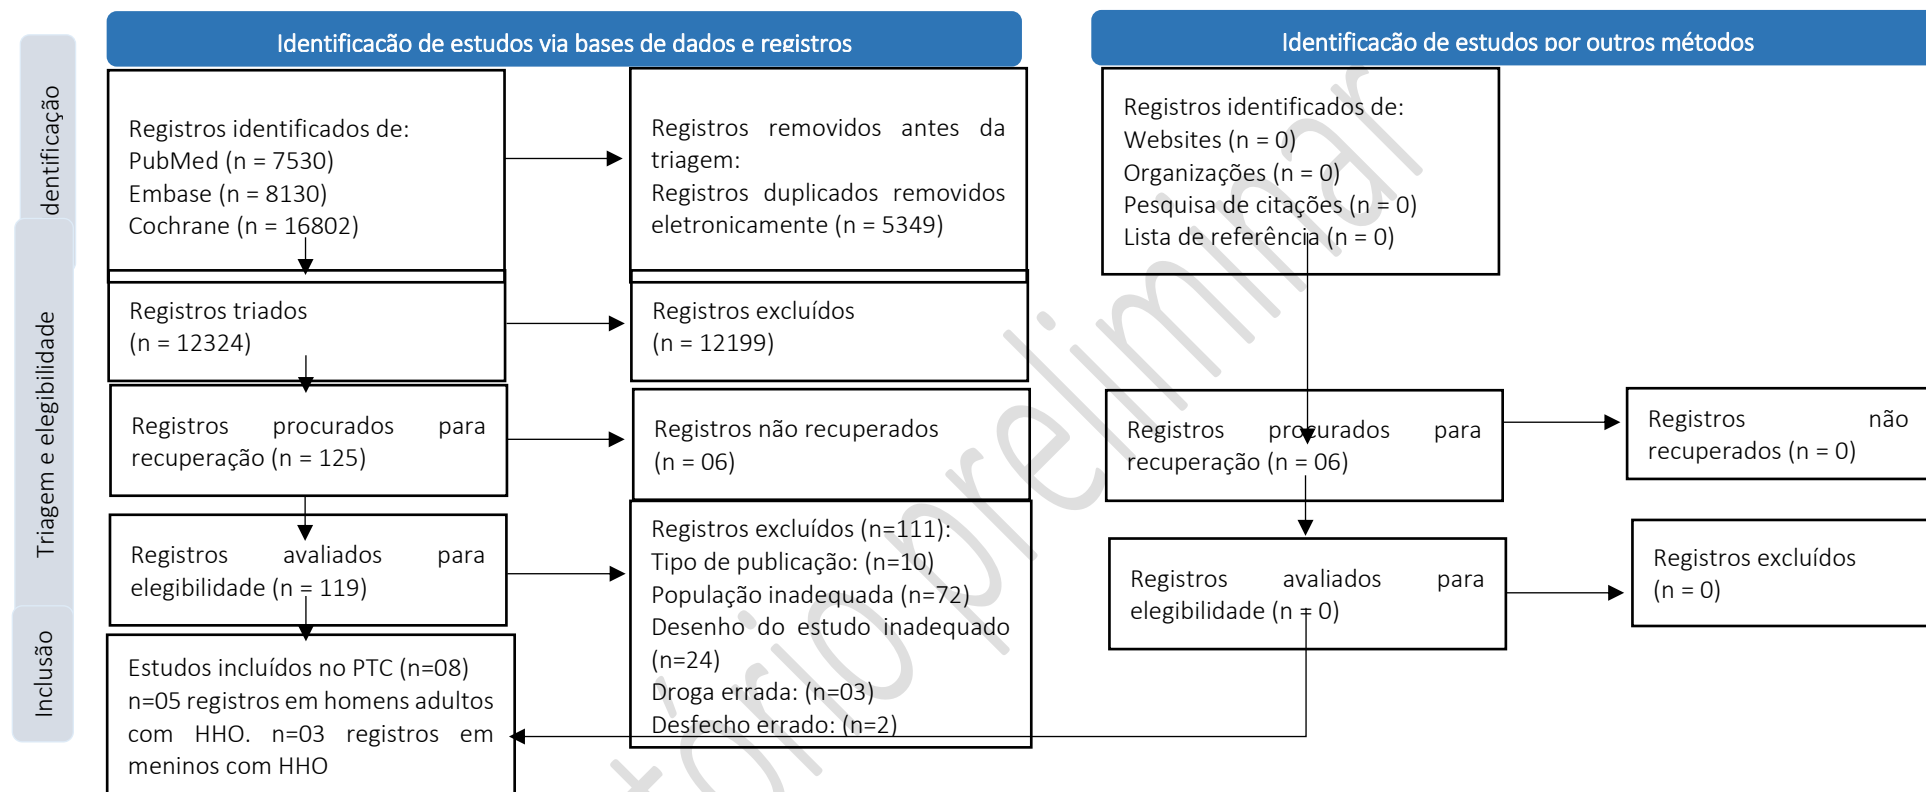 Identificação de estudos via bases de dados e registros
Identificação de estudos por outros métodos
dentificação
Registros identificados de:
PubMed (n = 7530)
Embase (n = 8130)
Cochrane (n = 16802)
Registros removidos antes da
triagem:
Registros duplicados removidos
eletronicamente (n = 5349)
Registros identificados de:
Websites (n = 0)
Organizações (n = 0)
Pesquisa de citações (n = 0)
Lista de referência (n = 0)
Triagem e elegibilidade
Registros triados
(n = 12324)
Registros excluídos
(n = 12199)
Registros procurados para
recuperação (n = 125)
Registros não recuperados
(n = 06)
Registros procurados para
recuperação (n = 06)
Registros não
recuperados (n = 0)
Registros avaliados para
elegibilidade (n = 119)
Registros excluídos (n=111):
Tipo de publicação: (n=10)
População inadequada (n=72)
Desenho do estudo inadequado
(n=24)
Droga errada: (n=03)
Desfecho errado: (n=2)
Registros avaliados para
elegibilidade (n = 0)
Registros excluídos
(n = 0)
Inclusão
Estudos incluídos no PTC (n=08)
n=05 registros em homens adultos
com HHO. n=03 registros em
meninos com HHO
tório preliminar